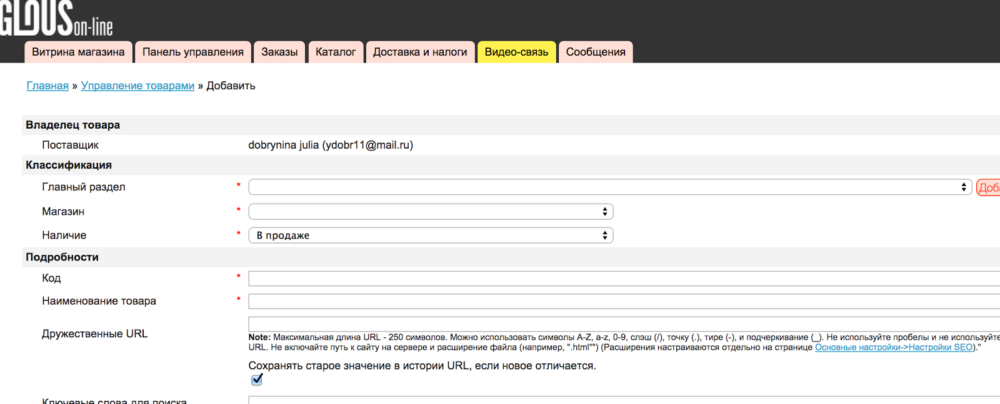 GLOUS on-line
Витрина магазина Панель управления Заказы Каталог Доставка и налоги Видео-связь Сообщения
Главная » Управление товарами » Добавить
Владелец товара
Поставщик dobrynina julia (ydobr11@mail.ru)
Классификация
Главный раздел *
Магазин *
Наличие * В продаже
Подробности
Код *
Наименование товара *
Дружественные URL
Note: Максимальная длина URL - 250 символов. Можно использовать символы A-Z, a-z, 0-9, слэш (/), точку (.), тире (-), и подчеркивание (_). Не используйте пробелы и не используйте
URL. Не включайте путь к сайту на сервере и расширение файла (например, ".html"") (Расширения настраиваются отдельно на странице Основные настройки->Настройки SEO)."
Сохранять старое значение в истории URL, если новое отличается.
Ключевые слова для поиска